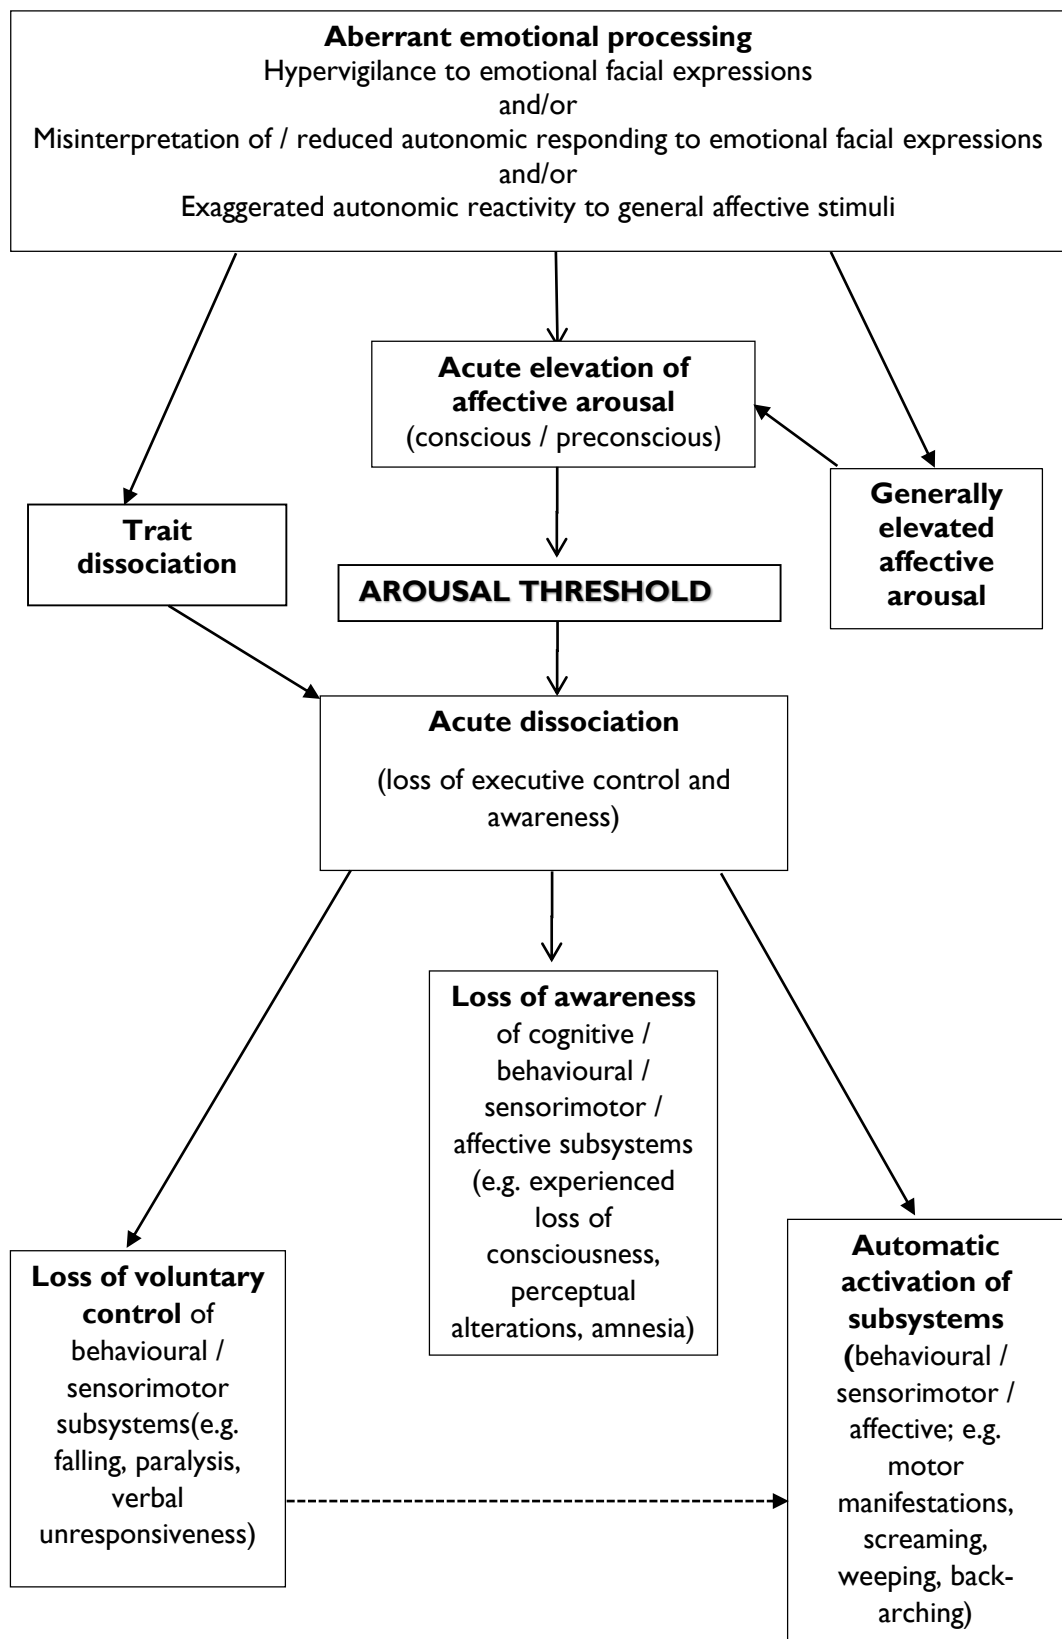 Aberrant emotional processing
Hypervigilance to emotional facial expressions
and/or
Misinterpretation of / reduced autonomic responding to emotional facial expressions
and/or
Exaggerated autonomic reactivity to general affective stimuli
Acute elevation of
affective arousal
(conscious / preconscious)
Generally
elevated
affective
arousal
Trait
dissociation
AROUSAL THRESHOLD
Acute dissociation
(loss of executive control and
awareness)
Loss of awareness
of cognitive /
behavioural /
sensorimotor /
affective subsystems
(e.g. experienced
loss of
consciousness,
perceptual
alterations, amnesia)
Loss of voluntary
control of
behavioural /
sensorimotor
subsystems(e.g.
falling, paralysis,
verbal
unresponsiveness)
Automatic
activation of
subsystems
(behavioural /
sensorimotor /
affective; e.g.
motor
manifestations,
screaming,
weeping, back-
arching)